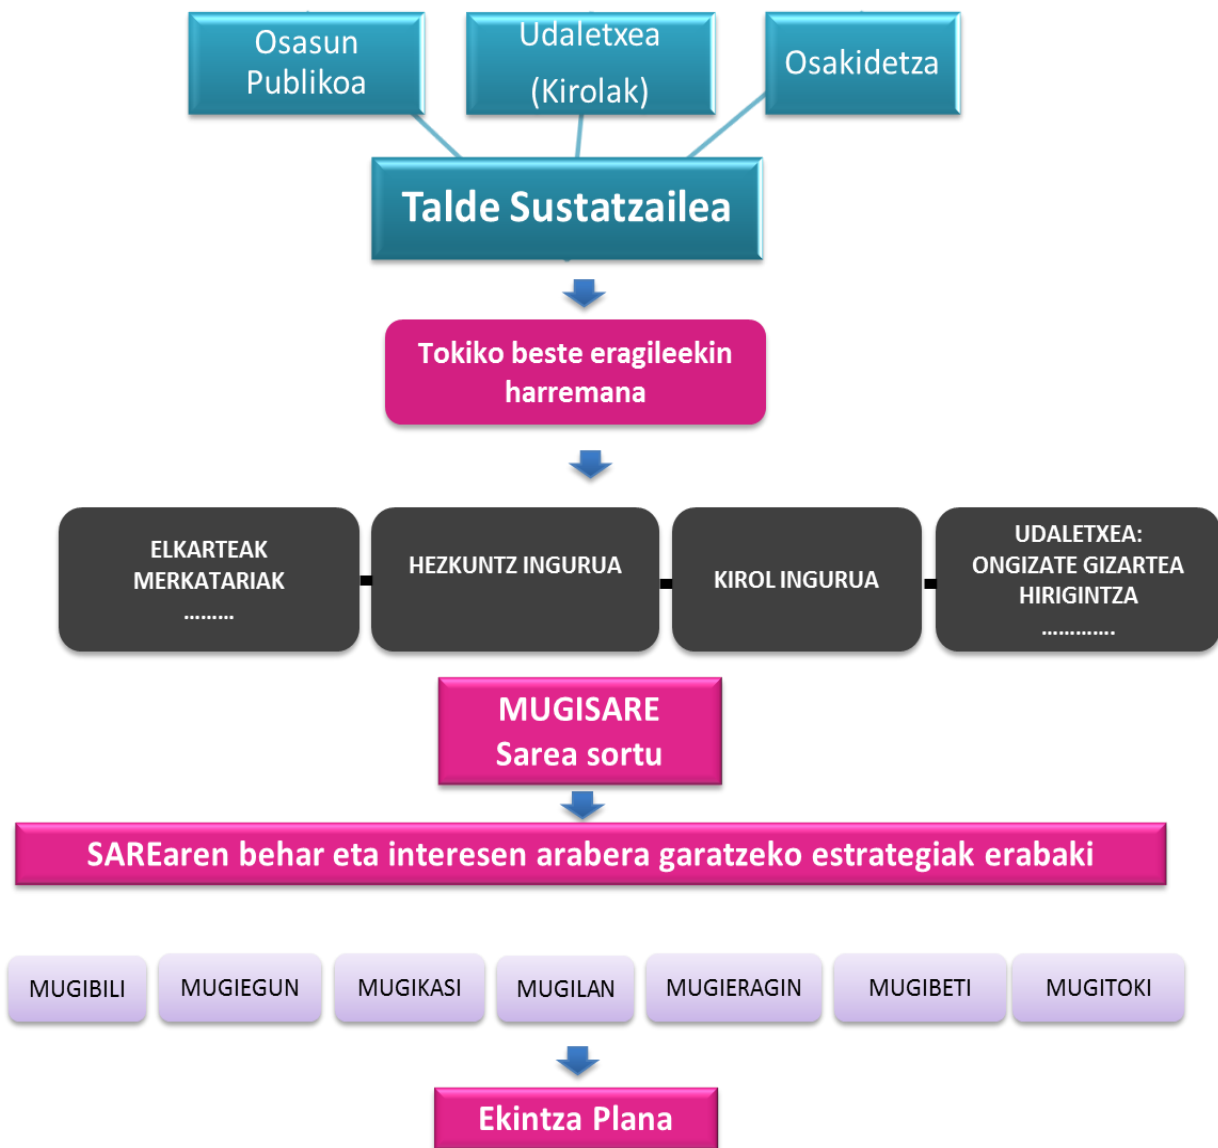 Osasun
Publikoa
Udaletxea
(Kirolak)
Osakidetza
Talde Sustatzailea
Tokiko beste eragileekin
harremana
ELKARTEAK
MERKATARIAK
.........
HEZKUNTZ INGURUA
KIROL INGURUA
UDALETXEA:
ONGIZATE GIZARTEA
HIRIGINTZA
.............
MUGISARE
Sarea sortu
SAREaren behar eta interesen arabera garatzeko estrategiak erabaki
MUGIBILI
MUGIEGUN
MUGIKASI
MUGILAN
MUGIERAGIN
MUGIBETI
MUGITOKI
Ekintza Plana